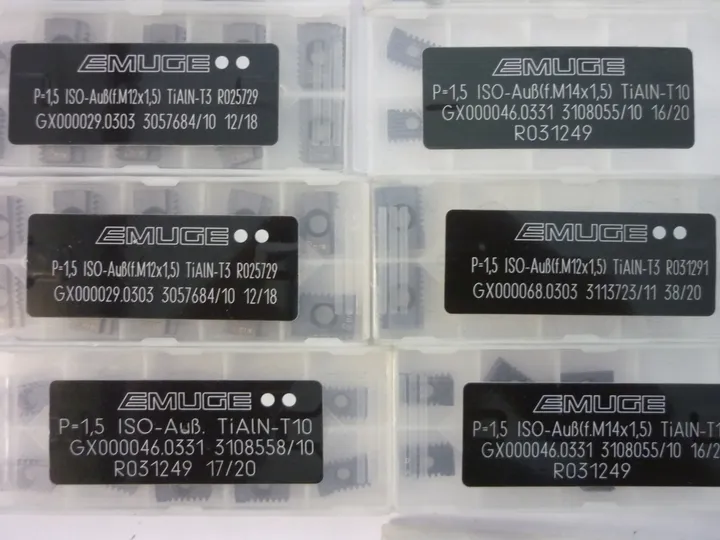 EMUGE
P=1,5 ISO-Auß(f.M12x1,5) TiAlN-T3 R025729
GX000029.0303 3057684/10 12/18
EMUGE
P=1,5 ISO-Auß(f.M14x1,5) TiAlN-T10
GX000046.0331 3108055/10 16/20
R031249
EMUGE
P=1,5 ISO-Auß(f.M12x1,5) TiAlN-T3 R025729
GX000029.0303 3057684/10 12/18
EMUGE
P=1,5 ISO-Auß(f.M12x1,5) TiAlN-T3 R031291
GX000068.0303 3113723/11 38/20
EMUGE
P=1,5 ISO-Auß. TiAlN-T10
GX000046.0331 3108558/10
R031249 17/20
EMUGE
P=1,5 ISO-Auß(f.M14x1,5) TiAlN-T1
GX000046.0331 3108055/10 16/2
R031249